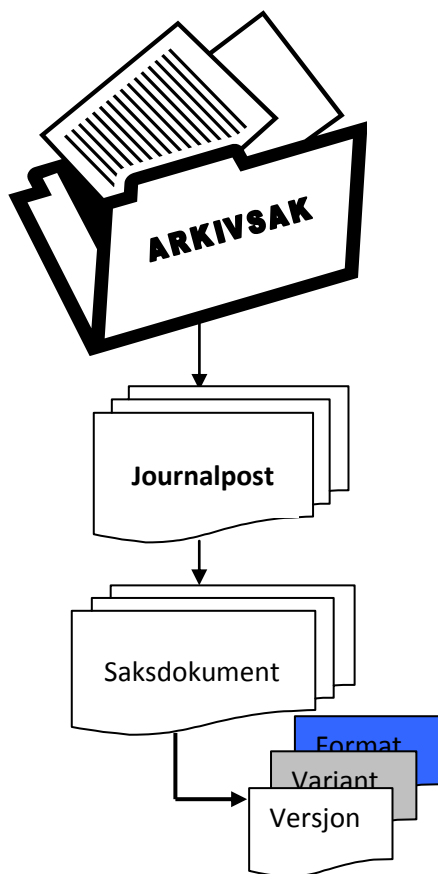 ARKIVSAK
Journalpost
Saksdokument
Format
Variant
Versjon